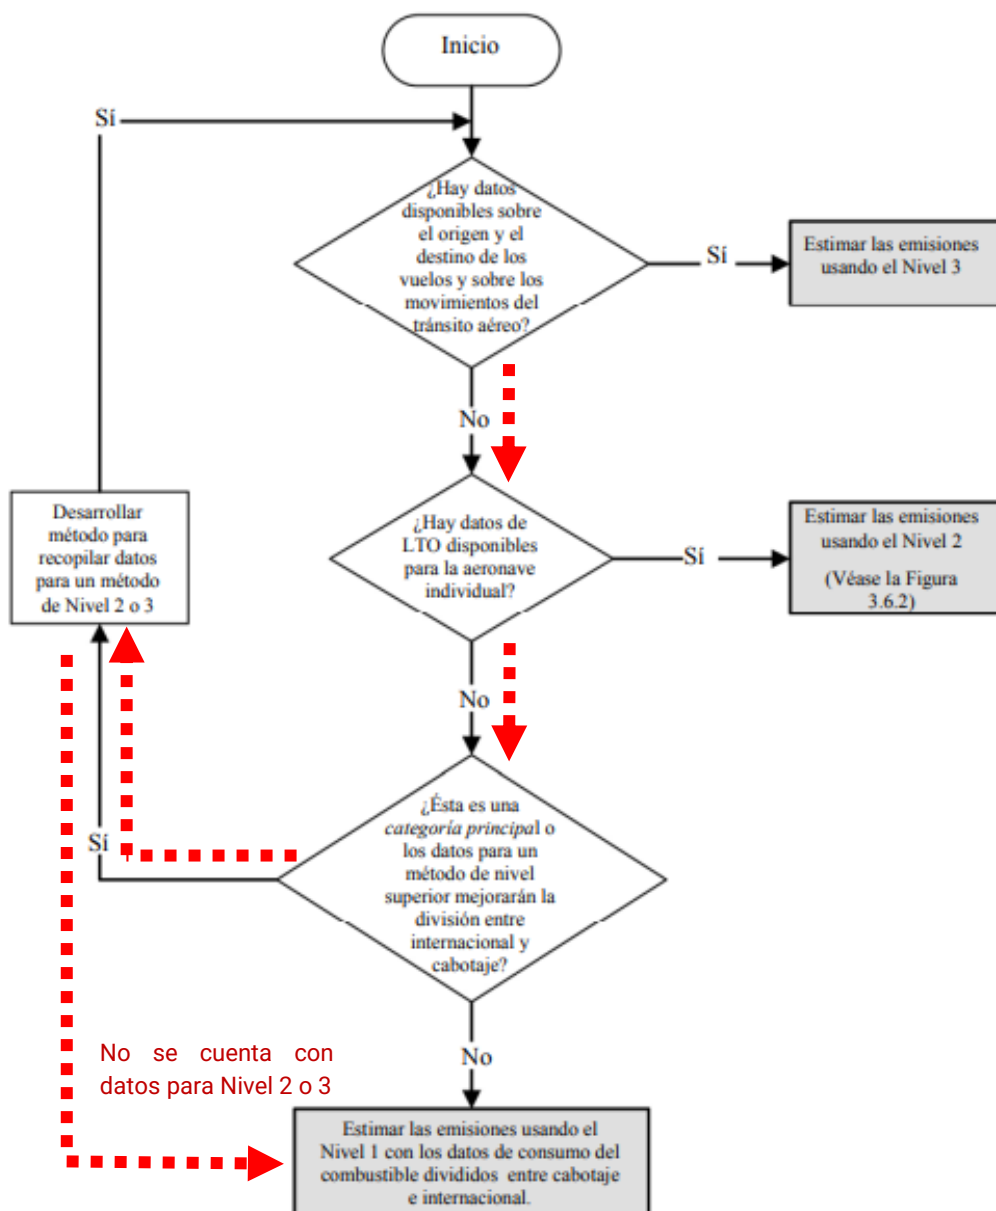 Inicio
Sí
¿Hay datos
disponibles sobre
el origen y el
destino de los
vuelos y sobre los
movimientos del
tránsito aéreo?
Sí
Estimar las emisiones
usando el Nivel 3
No
Desarrollar
método para
recopilar datos
para un método
de Nivel 2 o 3
¿Hay datos de
LTO disponibles
para la aeronave
individual?
Sí
Estimar las emisiones
usando el Nivel 2
(Véase la Figura
3.6.2)
No
¿Ésta es una
categoría principal o
los datos para un
método de nivel
superior mejorarán la
división entre
internacional y
cabotaje?
Sí
No se cuenta con
datos para Nivel 2 o 3
No
Estimar las emisiones usando el
Nivel 1 con los datos de consumo del
combustible divididos entre cabotaje
e internacional.